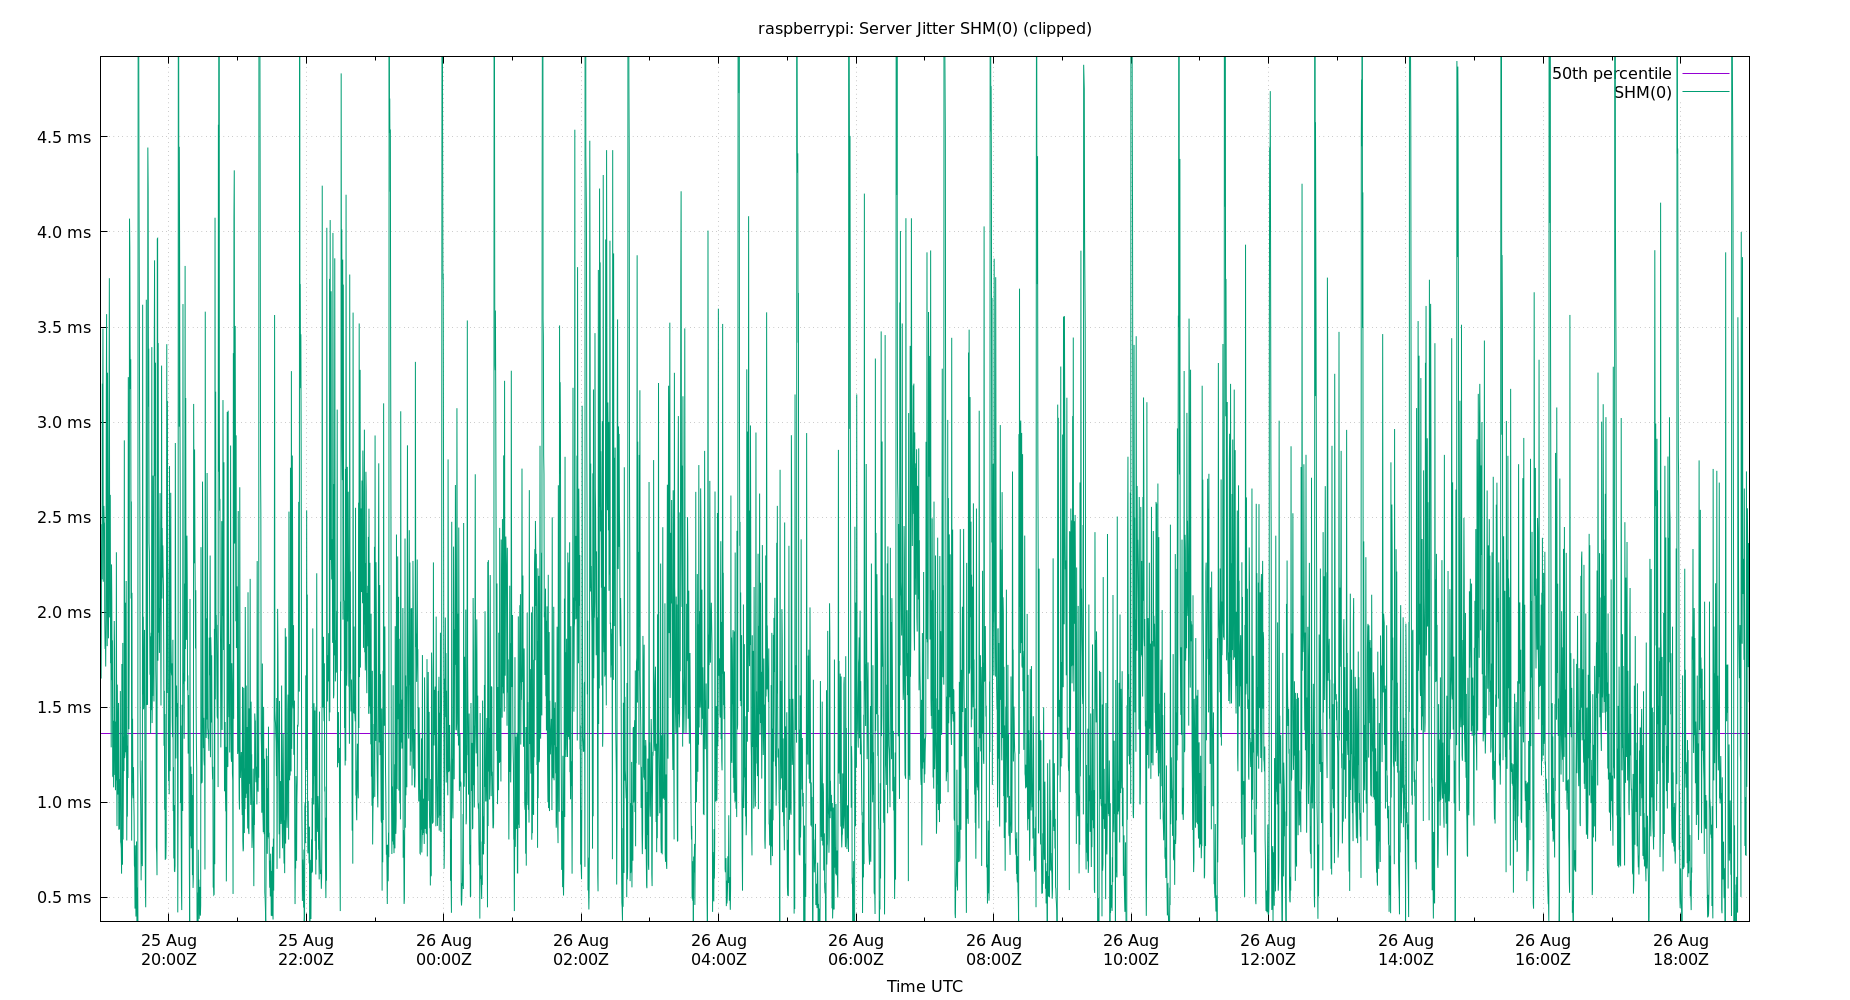 raspberrypi: Server Jitter SHM(0) (clipped)
50th percentile
SHM(0)
4.5 ms
4.0 ms
3.5 ms
3.0 ms
2.5 ms
2.0 ms
1.5 ms
1.0 ms
0.5 ms
25 Aug 25 Aug 26 Aug 26 Aug 26 Aug 26 Aug 26 Aug 26 Aug 26 Aug 26 Aug 26 Aug 26 Aug
20:00Z 22:00Z 00:00Z 02:00Z 04:00Z 06:00Z 08:00Z 10:00Z 12:00Z 14:00Z 16:00Z 18:00Z
Time UTC